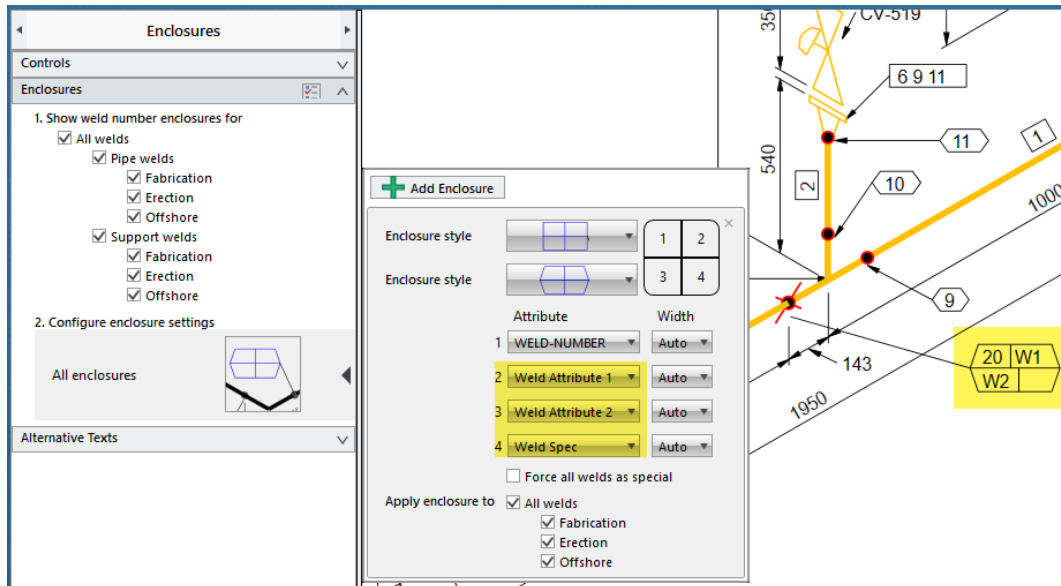 Enclosures
Controls
Enclosures
1. Show weld number enclosures for
All welds
Pipe welds
Fabrication
Erection
Offshore
Support welds
Fabrication
Erection
Offshore
2. Configure enclosure settings
All enclosures
Alternative Texts
Add Enclosure
Enclosure style
1 2
Enclosure style
3 4
Attribute Width
1 WELD-NUMBER Auto
2 Weld Attribute 1 Auto
3 Weld Attribute 2 Auto
4 Weld Spec Auto
Force all welds as special
Apply enclosure to All welds
Fabrication
Erection
Offshore
350
CV-519
6 9 11
11
1
540
2
10
1000
9
143
20 W1
W2
1950